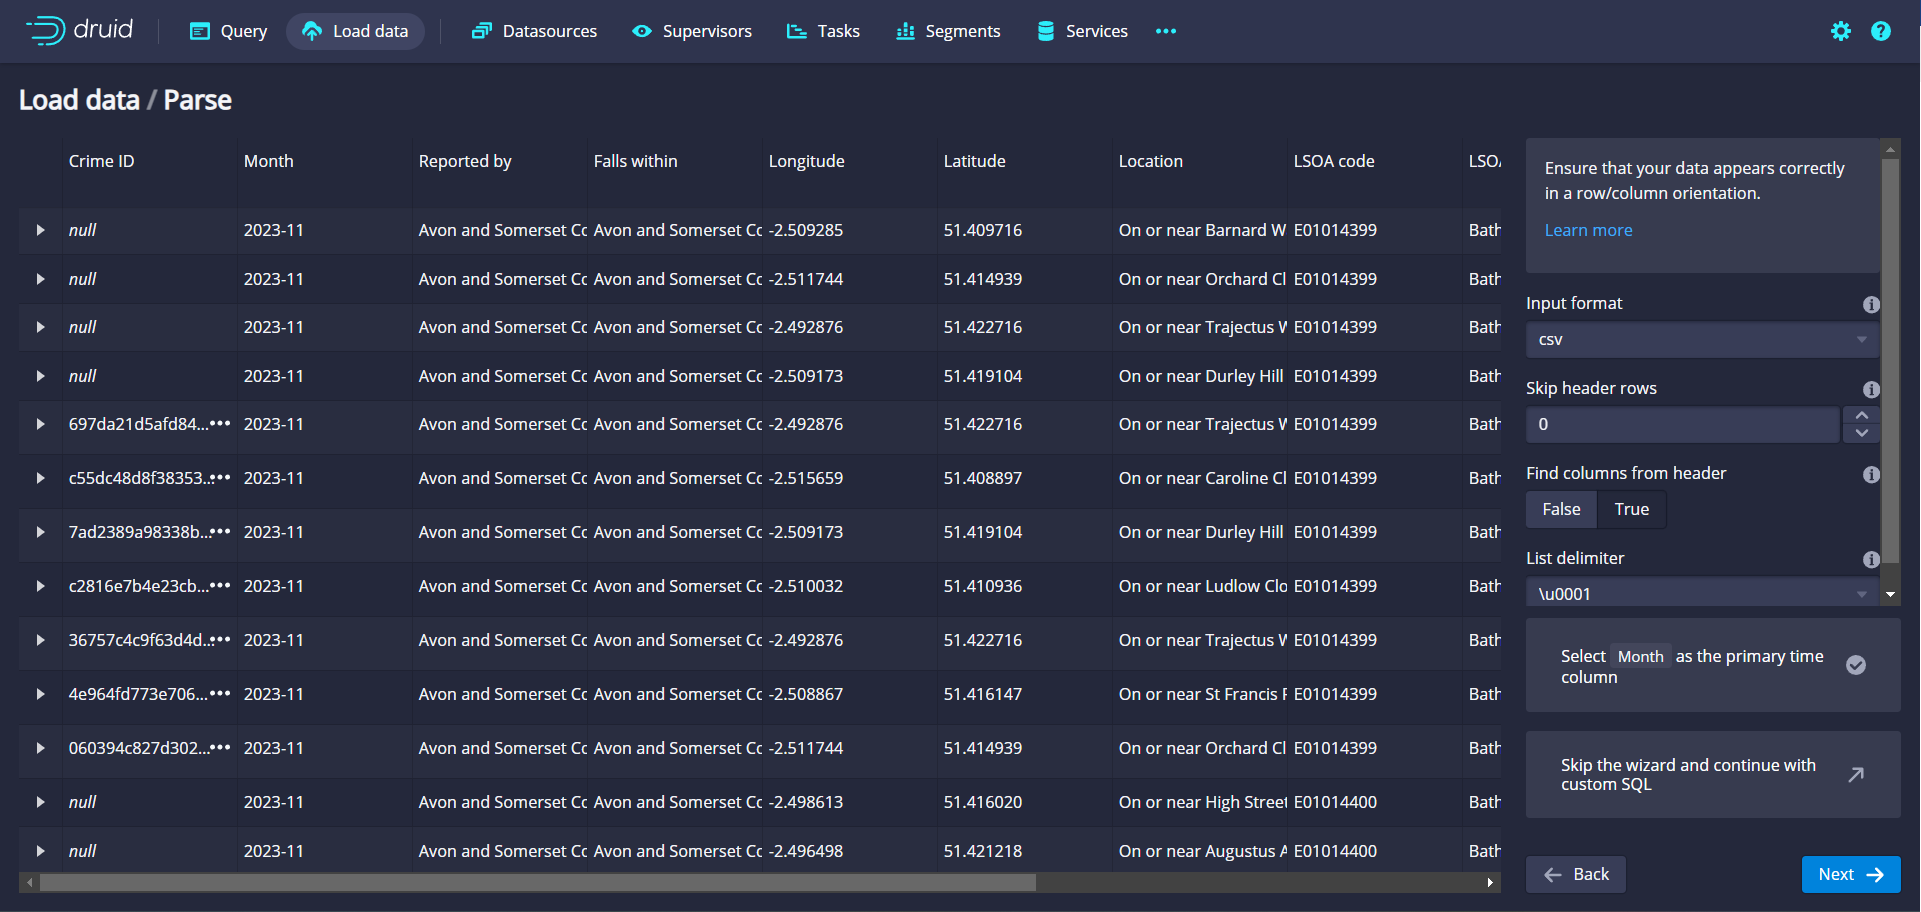 druid Query Load data Datasources Supervisors Tasks Segments Services
Load data / Parse
Crime ID Month Reported by Falls within Longitude Latitude Location LSOA code LSOA
null 2023-11 Avon and Somerset Cc Avon and Somerset Cc -2.509285 51.409716 On or near Barnard W E01014399 Bath
null 2023-11 Avon and Somerset Cc Avon and Somerset Cc -2.511744 51.414939 On or near Orchard Cl E01014399 Bath
null 2023-11 Avon and Somerset Cc Avon and Somerset Cc -2.492876 51.422716 On or near Trajectus W E01014399 Bath
null 2023-11 Avon and Somerset Cc Avon and Somerset Cc -2.509173 51.419104 On or near Durley Hill E01014399 Bath
697da21d5afd84...••• 2023-11 Avon and Somerset Cc Avon and Somerset Cc -2.492876 51.422716 On or near Trajectus W E01014399 Bath
c55dc48d8f38353...••• 2023-11 Avon and Somerset Cc Avon and Somerset Cc -2.515659 51.408897 On or near Caroline Cl E01014399 Bath
7ad2389a98338b...••• 2023-11 Avon and Somerset Cc Avon and Somerset Cc -2.509173 51.419104 On or near Durley Hill E01014399 Bath
c2816e7b4e23cb...••• 2023-11 Avon and Somerset Cc Avon and Somerset Cc -2.510032 51.410936 On or near Ludlow Clo E01014399 Bath
36757c4c9f63d4d...••• 2023-11 Avon and Somerset Cc Avon and Somerset Cc -2.492876 51.422716 On or near Trajectus W E01014399 Bath
4e964fd773e706...••• 2023-11 Avon and Somerset Cc Avon and Somerset Cc -2.508867 51.416147 On or near St Francis F E01014399 Bath
060394c827d302...••• 2023-11 Avon and Somerset Cc Avon and Somerset Cc -2.511744 51.414939 On or near Orchard Cl E01014399 Bath
null 2023-11 Avon and Somerset Cc Avon and Somerset Cc -2.498613 51.416020 On or near High Street E01014400 Bath
null 2023-11 Avon and Somerset Cc Avon and Somerset Cc -2.496498 51.421218 On or near Augustus A E01014400 Bath
Ensure that your data appears correctly
in a row/column orientation.
Learn more
Input format
csv
Skip header rows
0
Find columns from header
False True
List delimiter
\u0001
Select Month as the primary time
column
Skip the wizard and continue with
custom SQL
Back Next